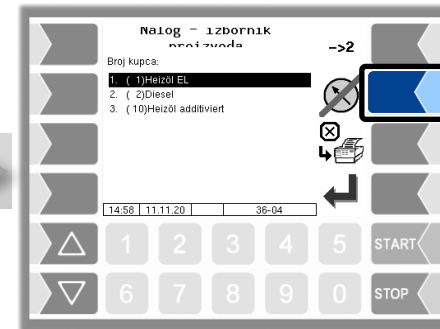 Nalog - izbornik
proizvoda
->2
Broj kupca:
1. ( 1)Heizöl EL
2. ( 2)Diesel
3. ( 10)Heizöl additiviert
14:58 11.11.20 36-04
1 2 3 4 5 START
6 7 8 9 0 STOP